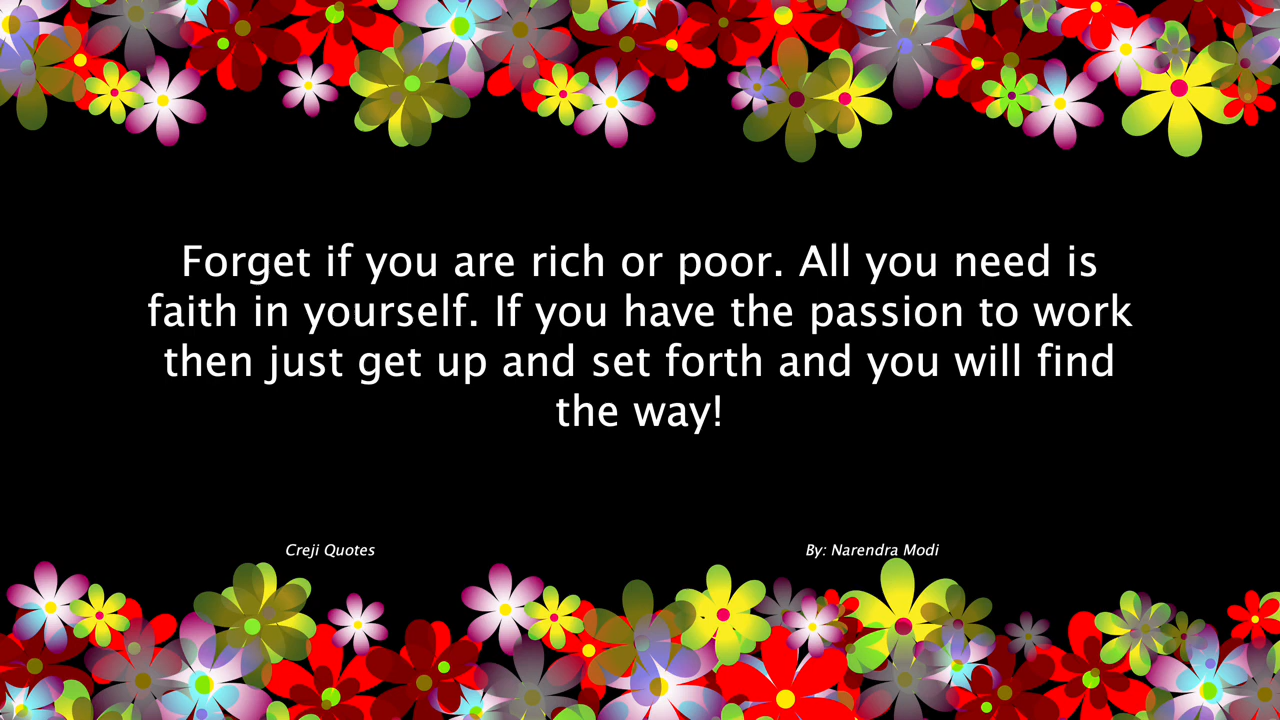 Forget if you are rich or poor. All you need is
faith in yourself. If you have the passion to work
then just get up and set forth and you will find
the way!
Creji Quotes
By: Narendra Modi